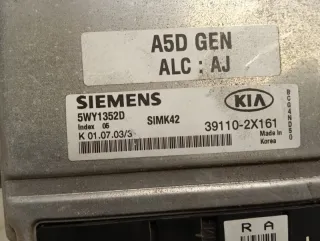 A5D GEN
ALC : AJ
SIEMENS
KIA
5WY1352D
Index 06
SIMK42
K 01.07.03/3
39110-2X161
Made in
Korea
R A